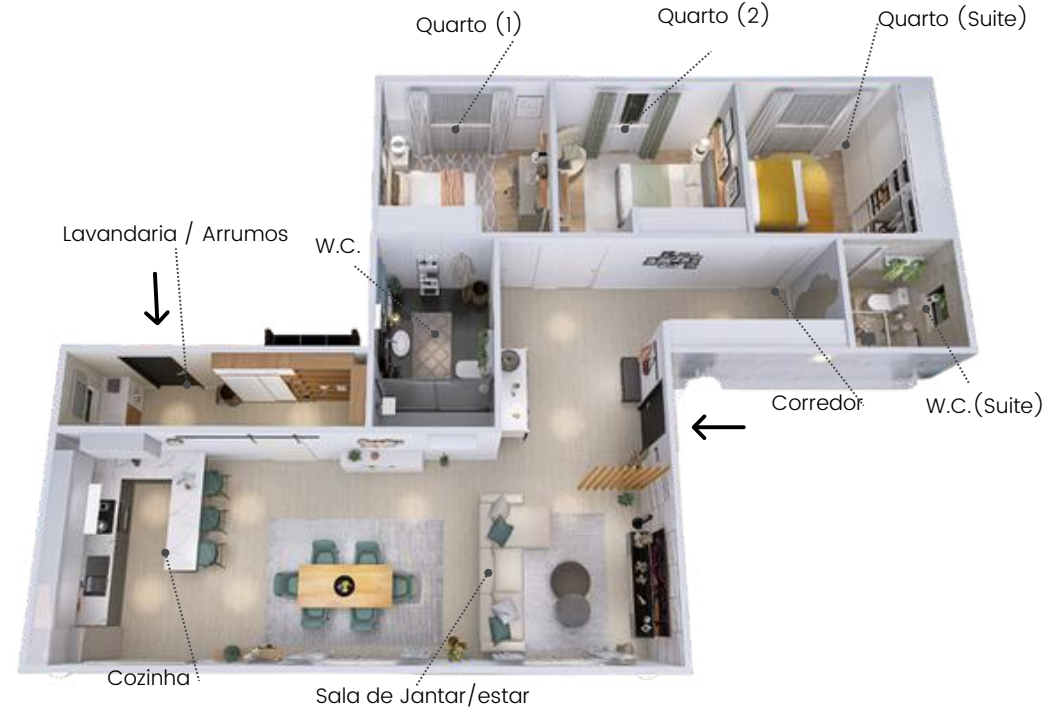 Quarto (1)
Quarto (2)
Quarto (Suite)
Lavandaria / Arrumos
W.C.
Corredor
W.C.(Suite)
Cozinha
Sala de Jantar/estar